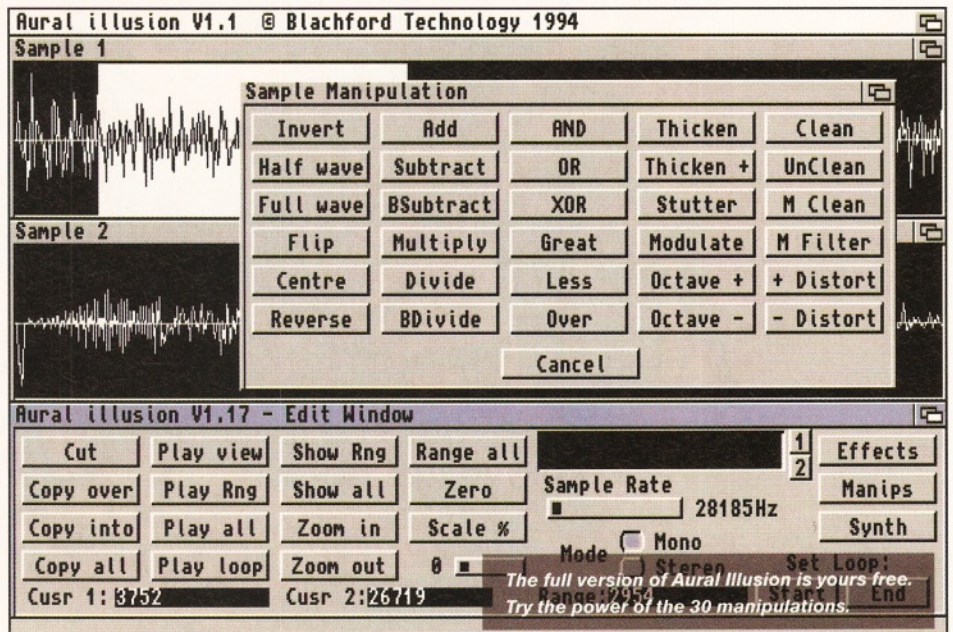 Aural illusion V1.1 © Blachford Technology 1994
Sample 1
Sample Manipulation
Invert Add AND Thicken Clean
Half wave Subtract OR Thicken + UnClean
Full wave BSubtract XOR Stutter M Clean
Sample 2
Flip Multiply Great Modulate M Filter
Centre Divide Less Octave + + Distort
Reverse BDivide Over Octave - - Distort
Cancel
Aural illusion V1.17 - Edit Window
Cut Play view Show Rng Range all 1 Effects
2
Copy over Play Rng Show all Zero Sample Rate 28185Hz Manips
Copy into Play all Zoom in Scale % Mode Mono Synth
Copy all Play loop Zoom out 0 Stereo Set Loop:
Cusr 1: 3752 Cusr 2: 26719 Range: 2954 Start End
The full version of Aural Illusion is yours free.
Try the power of the 30 manipulations.